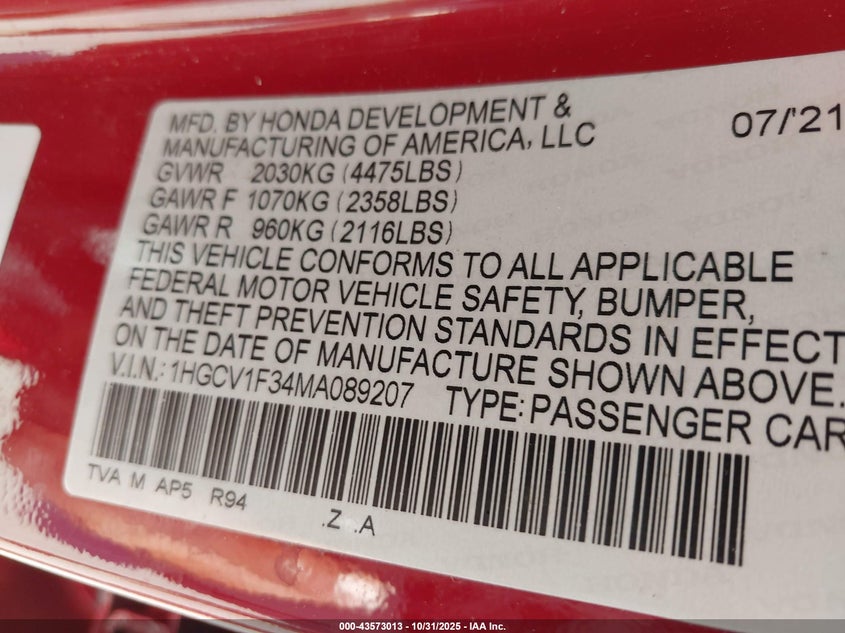 MFD. BY HONDA DEVELOPMENT &
MANUFACTURING OF AMERICA, LLC 07/'21
GVWR 2030KG (4475LBS)
GAWR F 1070KG (2358LBS)
GAWR R 960KG (2116LBS)
THIS VEHICLE CONFORMS TO ALL APPLICABLE
FEDERAL MOTOR VEHICLE SAFETY, BUMPER,
AND THEFT PREVENTION STANDARDS IN EFFECT
ON THE DATE OF MANUFACTURE SHOWN ABOVE.
V.I.N.: 1HGCV1F34MA089207 TYPE: PASSENGER CAR
TVA M AP5 R94 .Z .A
000-43573013 - 10/31/2025 - IAA Inc.